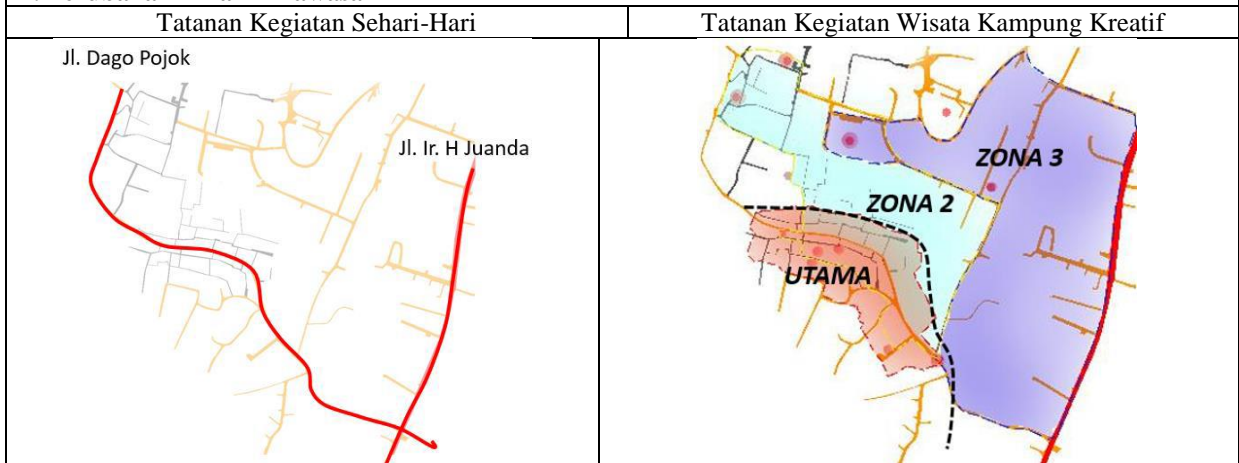 Tatanan Kegiatan Sehari-Hari
Tatanan Kegiatan Wisata Kampung Kreatif
Jl. Dago Pojok
Jl. Ir. H Juanda
ZONA 3
ZONA 2
UTAMA